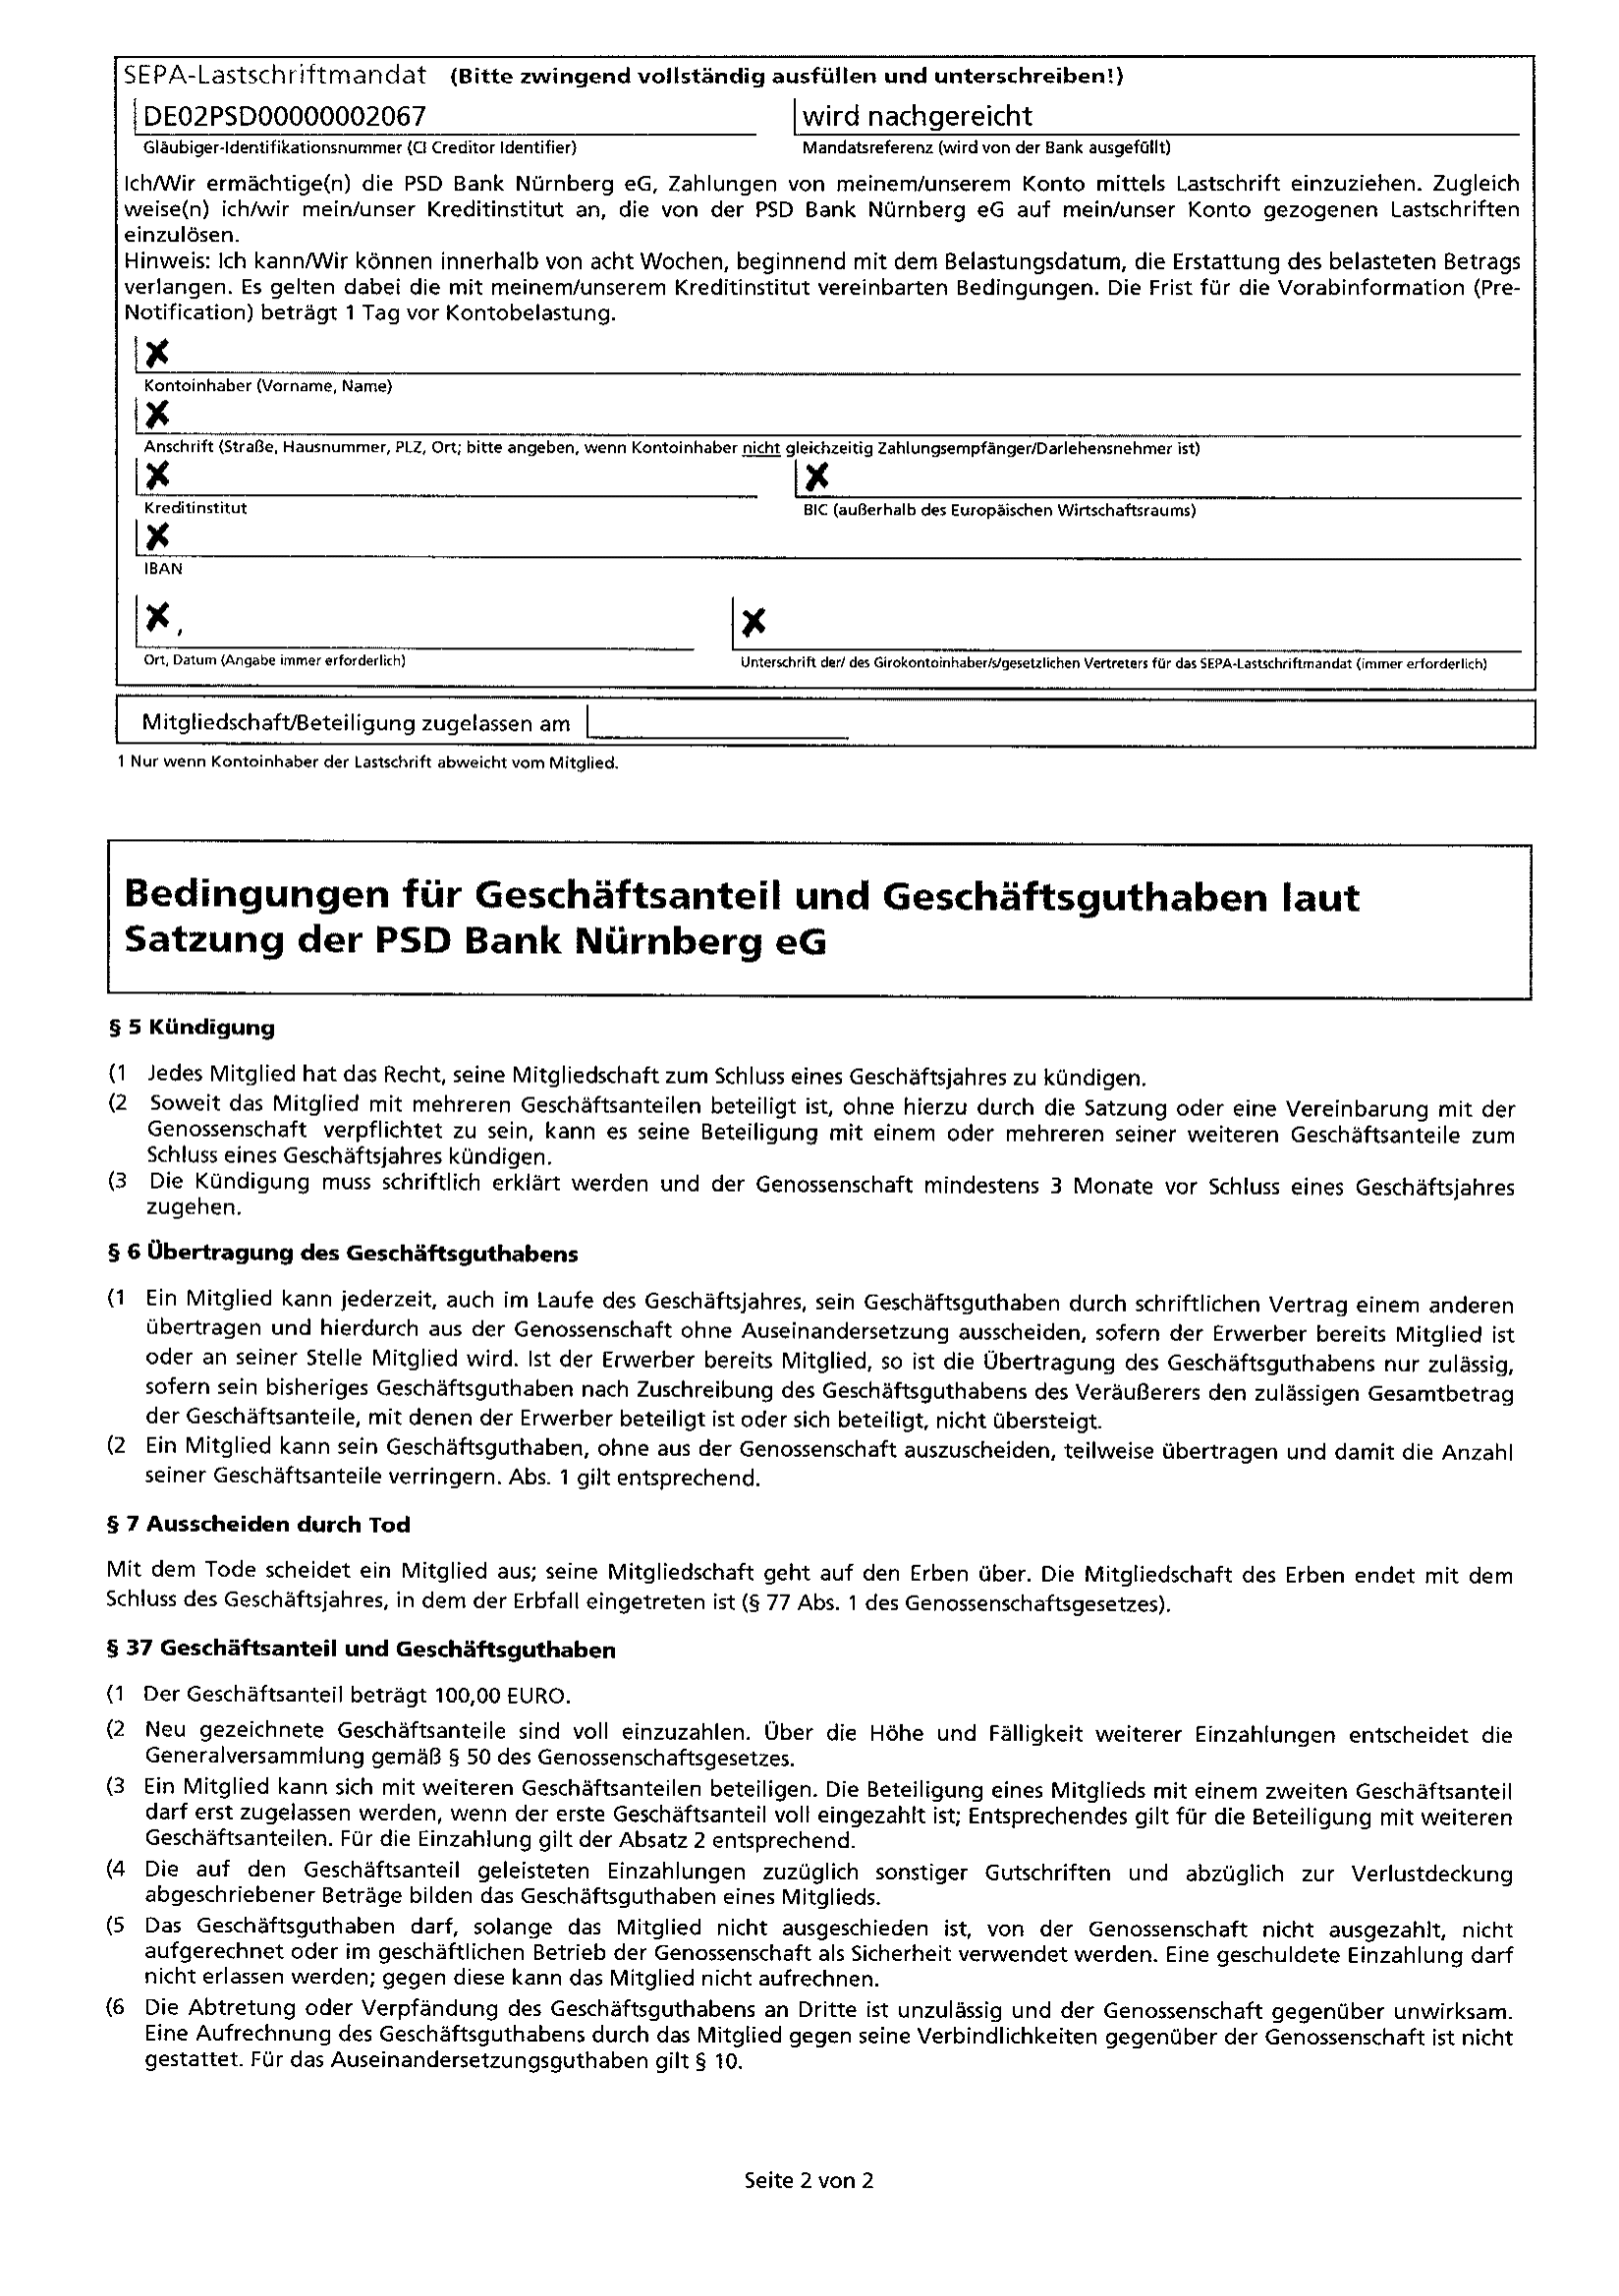 SEPA-Lastschriftmandat (Bitte zwingend vollständig ausfüllen und unterschreiben!)
DE02PSD00000002067 wird nachgereicht
Gläubiger-Identifikationsnummer (CI Creditor Identifier) Mandatsreferenz (wird von der Bank ausgefüllt)
Ich/Wir ermächtige(n) die PSD Bank Nürnberg eG, Zahlungen von meinem/unserem Konto mittels Lastschrift einzuziehen. Zugleich
weise(n) ich/wir mein/unser Kreditinstitut an, die von der PSD Bank Nürnberg eG auf mein/unser Konto gezogenen Lastschriften
einzulösen.
Hinweis: Ich kann/Wir können innerhalb von acht Wochen, beginnend mit dem Belastungsdatum, die Erstattung des belasteten Betrags
verlangen. Es gelten dabei die mit meinem/unserem Kreditinstitut vereinbarten Bedingungen. Die Frist für die Vorabinformation (Pre-
Notification) beträgt 1 Tag vor Kontobelastung.
X
Kontoinhaber (Vorname, Name)
X
Anschrift (Straße, Hausnummer, PLZ, Ort; bitte angeben, wenn Kontoinhaber nicht gleichzeitig Zahlungsempfänger/Darlehensnehmer ist)
X X
Kreditinstitut BIC (außerhalb des Europäischen Wirtschaftsraums)
X
IBAN
X , X
Ort, Datum (Angabe immer erforderlich) Unterschrift der/ des Girokontoinhaber/s/gesetzlichen Vertreters für das SEPA-Lastschriftmandat (immer erforderlich)
Mitgliedschaft/Beteiligung zugelassen am
1 Nur wenn Kontoinhaber der Lastschrift abweicht vom Mitglied.
Bedingungen für Geschäftsanteil und Geschäftsguthaben laut
Satzung der PSD Bank Nürnberg eG
§ 5 Kündigung
(1 Jedes Mitglied hat das Recht, seine Mitgliedschaft zum Schluss eines Geschäftsjahres zu kündigen.
(2 Soweit das Mitglied mit mehreren Geschäftsanteilen beteiligt ist, ohne hierzu durch die Satzung oder eine Vereinbarung mit der
Genossenschaft verpflichtet zu sein, kann es seine Beteiligung mit einem oder mehreren seiner weiteren Geschäftsanteile zum
Schluss eines Geschäftsjahres kündigen.
(3 Die Kündigung muss schriftlich erklärt werden und der Genossenschaft mindestens 3 Monate vor Schluss eines Geschäftsjahres
zugehen.
§ 6 Übertragung des Geschäftsguthabens
(1 Ein Mitglied kann jederzeit, auch im Laufe des Geschäftsjahres, sein Geschäftsguthaben durch schriftlichen Vertrag einem anderen
übertragen und hierdurch aus der Genossenschaft ohne Auseinandersetzung ausscheiden, sofern der Erwerber bereits Mitglied ist
oder an seiner Stelle Mitglied wird. Ist der Erwerber bereits Mitglied, so ist die Übertragung des Geschäftsguthabens nur zulässig,
sofern sein bisheriges Geschäftsguthaben nach Zuschreibung des Geschäftsguthabens des Veräußerers den zulässigen Gesamtbetrag
der Geschäftsanteile, mit denen der Erwerber beteiligt ist oder sich beteiligt, nicht übersteigt.
(2 Ein Mitglied kann sein Geschäftsguthaben, ohne aus der Genossenschaft auszuscheiden, teilweise übertragen und damit die Anzahl
seiner Geschäftsanteile verringern. Abs. 1 gilt entsprechend.
§ 7 Ausscheiden durch Tod
Mit dem Tode scheidet ein Mitglied aus; seine Mitgliedschaft geht auf den Erben über. Die Mitgliedschaft des Erben endet mit dem
Schluss des Geschäftsjahres, in dem der Erbfall eingetreten ist (§ 77 Abs. 1 des Genossenschaftsgesetzes).
§ 37 Geschäftsanteil und Geschäftsguthaben
(1 Der Geschäftsanteil beträgt 100,00 EURO.
(2 Neu gezeichnete Geschäftsanteile sind voll einzuzahlen. Über die Höhe und Fälligkeit weiterer Einzahlungen entscheidet die
Generalversammlung gemäß § 50 des Genossenschaftsgesetzes.
(3 Ein Mitglied kann sich mit weiteren Geschäftsanteilen beteiligen. Die Beteiligung eines Mitglieds mit einem zweiten Geschäftsanteil
darf erst zugelassen werden, wenn der erste Geschäftsanteil voll eingezahlt ist; Entsprechendes gilt für die Beteiligung mit weiteren
Geschäftsanteilen. Für die Einzahlung gilt der Absatz 2 entsprechend.
(4 Die auf den Geschäftsanteil geleisteten Einzahlungen zuzüglich sonstiger Gutschriften und abzüglich zur Verlustdeckung
abgeschriebener Beträge bilden das Geschäftsguthaben eines Mitglieds.
(5 Das Geschäftsguthaben darf, solange das Mitglied nicht ausgeschieden ist, von der Genossenschaft nicht ausgezahlt, nicht
aufgerechnet oder im geschäftlichen Betrieb der Genossenschaft als Sicherheit verwendet werden. Eine geschuldete Einzahlung darf
nicht erlassen werden; gegen diese kann das Mitglied nicht aufrechnen.
(6 Die Abtretung oder Verpfändung des Geschäftsguthabens an Dritte ist unzulässig und der Genossenschaft gegenüber unwirksam.
Eine Aufrechnung des Geschäftsguthabens durch das Mitglied gegen seine Verbindlichkeiten gegenüber der Genossenschaft ist nicht
gestattet. Für das Auseinandersetzungsguthaben gilt § 10.
Seite 2 von 2